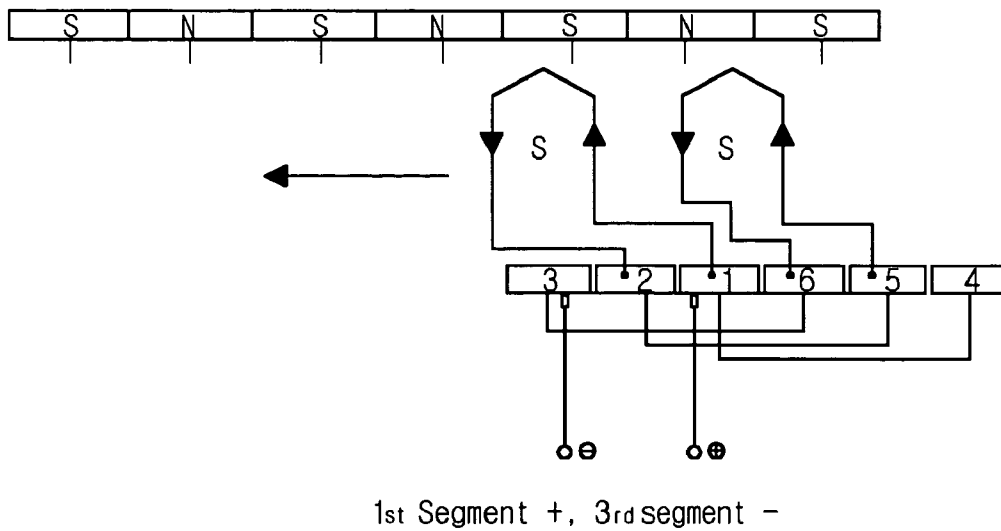 S N S N S N S
S S
3 2 1 6 5 4
⊖ ⊕
1st Segment +, 3rd segment -